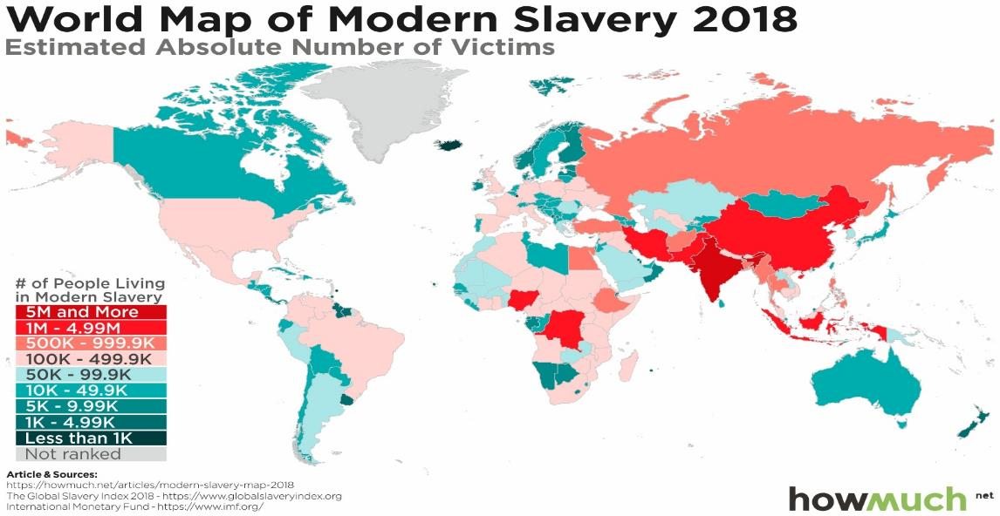 World Map of Modern Slavery 2018
Estimated Absolute Number of Victims
# of People Living
in Modern Slavery
5M and More
1M - 4.99M
500K - 999.9K
100K - 499.9K
50K - 99.9K
10K - 49.9K
5K - 9.99K
1K - 4.99K
Less than 1K
Not ranked
Article & Sources:
https://howmuch.net/articles/modern-slavery-map-2018
The Global Slavery Index 2018 - https://www.globalslaveryindex.org
International Monetary Fund - https://www.imf.org/
howmuch net